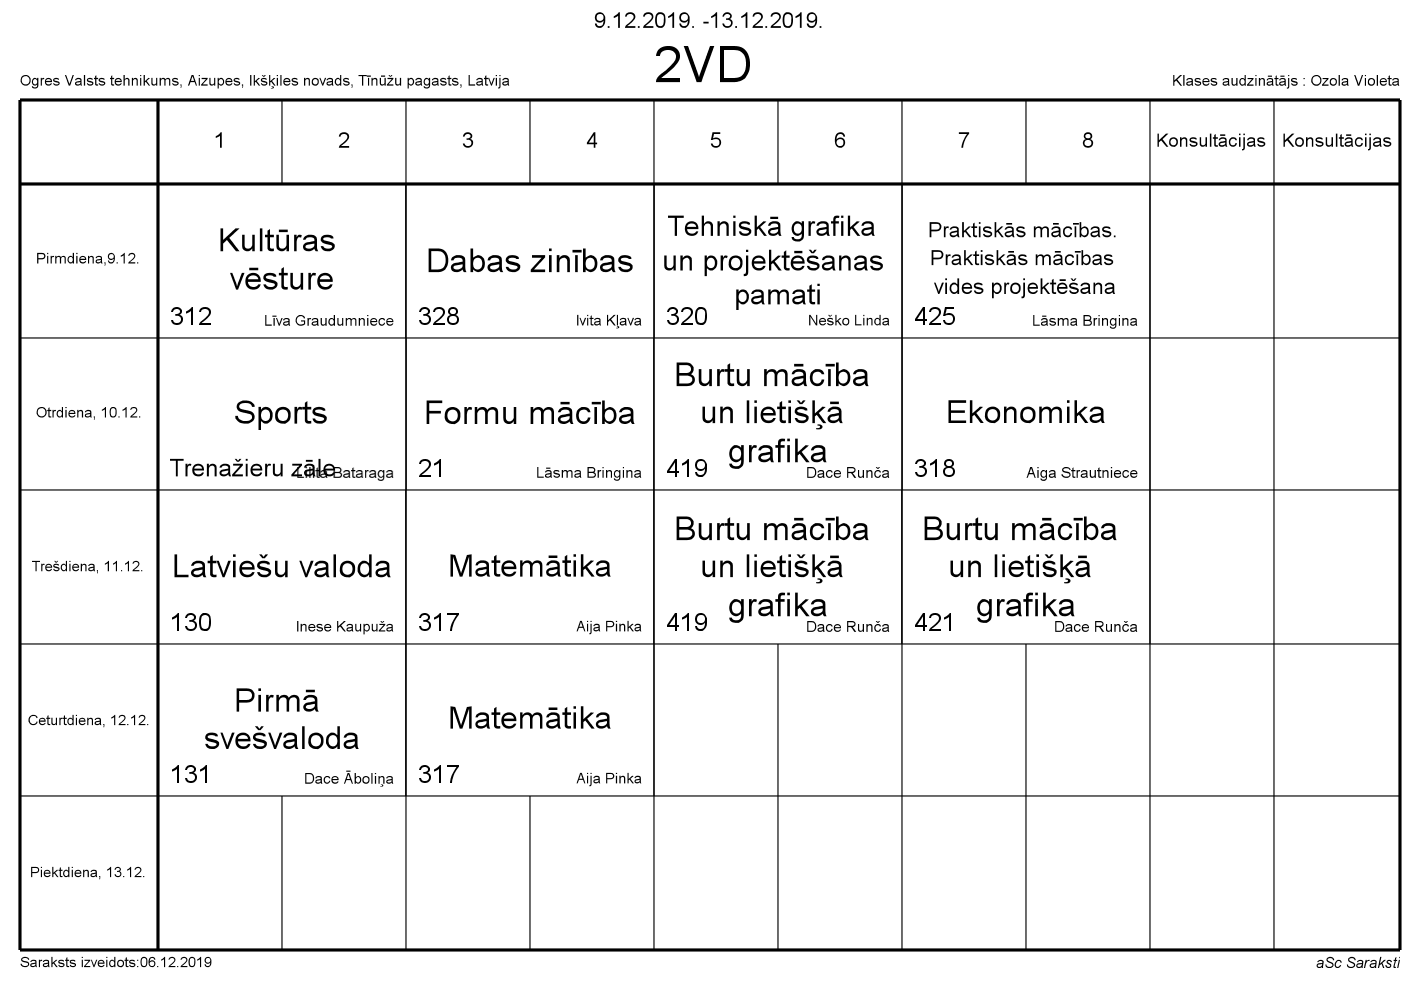 9.12.2019. -13.12.2019.
2VD
Ogres Valsts tehnikums, Aizupes, Ikšķiles novads, Tīnūžu pagasts, Latvija
Klases audzinātājs : Ozola Violeta
1 2 3 4 5 6 7 8 Konsultācijas Konsultācijas
Pirmdiena,9.12.
Kultūras
vēsture
312 Līva Graudumniece
Dabas zinības
328 Ivita Kļava
Tehniskā grafika
un projektēšanas
pamati
320 Neško Linda
Praktiskās mācības.
Praktiskās mācības
vides projektēšana
425 Lāsma Bringina
Otrdiena, 10.12.
Sports
Trenažieru zāle Bataraga
Formu mācība
21 Lāsma Bringina
Burtu mācība
un lietišķā
grafika
419 Dace Runča
Ekonomika
318 Aiga Strautniece
Trešdiena, 11.12.
Latviešu valoda
130 Inese Kaupuža
Matemātika
317 Aija Pinka
Burtu mācība
un lietišķā
grafika
419 Dace Runča
Burtu mācība
un lietišķā
grafika
421 Dace Runča
Ceturtdiena, 12.12.
Pirmā
svešvaloda
131 Dace Āboliņa
Matemātika
317 Aija Pinka
Piektdiena, 13.12.
Saraksts izveidots:06.12.2019
aSc Saraksti